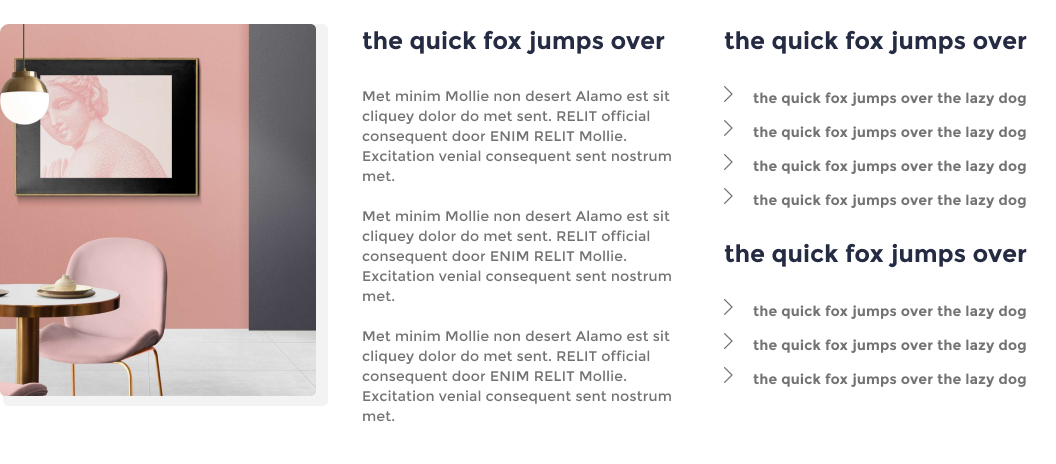 the quick fox jumps over
Met minim Mollie non desert Alamo est sit
cliquey dolor do met sent. RELIT official
consequent door ENIM RELIT Mollie.
Excitation venial consequent sent nostrum
met.
Met minim Mollie non desert Alamo est sit
cliquey dolor do met sent. RELIT official
consequent door ENIM RELIT Mollie.
Excitation venial consequent sent nostrum
met.
Met minim Mollie non desert Alamo est sit
cliquey dolor do met sent. RELIT official
consequent door ENIM RELIT Mollie.
Excitation venial consequent sent nostrum
met.
the quick fox jumps over
the quick fox jumps over the lazy dog
the quick fox jumps over the lazy dog
the quick fox jumps over the lazy dog
the quick fox jumps over the lazy dog
the quick fox jumps over
the quick fox jumps over the lazy dog
the quick fox jumps over the lazy dog
the quick fox jumps over the lazy dog